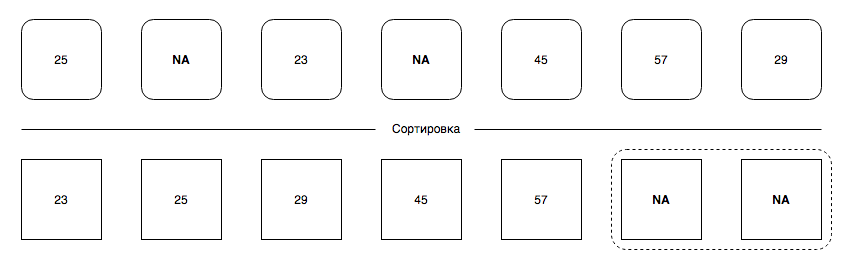 25 NA 23 NA 45 57 29
Сортировка
23 25 29 45 57 NA NA